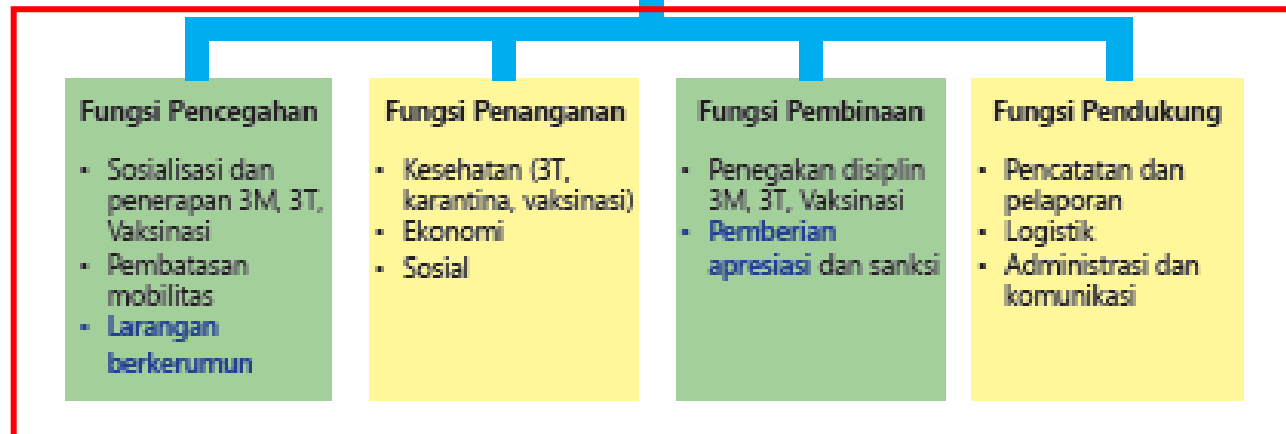 Fungsi Pencegahan
• Sosialisasi dan
penerapan 3M, 3T,
Vaksinasi
• Pembatasan
mobilitas
• Larangan
berkerumun
Fungsi Penanganan
• Kesehatan (3T,
karantina, vaksinasi)
• Ekonomi
• Sosial
Fungsi Pembinaan
• Penegakan disiplin
3M, 3T, Vaksinasi
• Pemberian
apresiasi dan sanksi
Fungsi Pendukung
• Pencatatan dan
pelaporan
• Logistik
• Administrasi dan
komunikasi